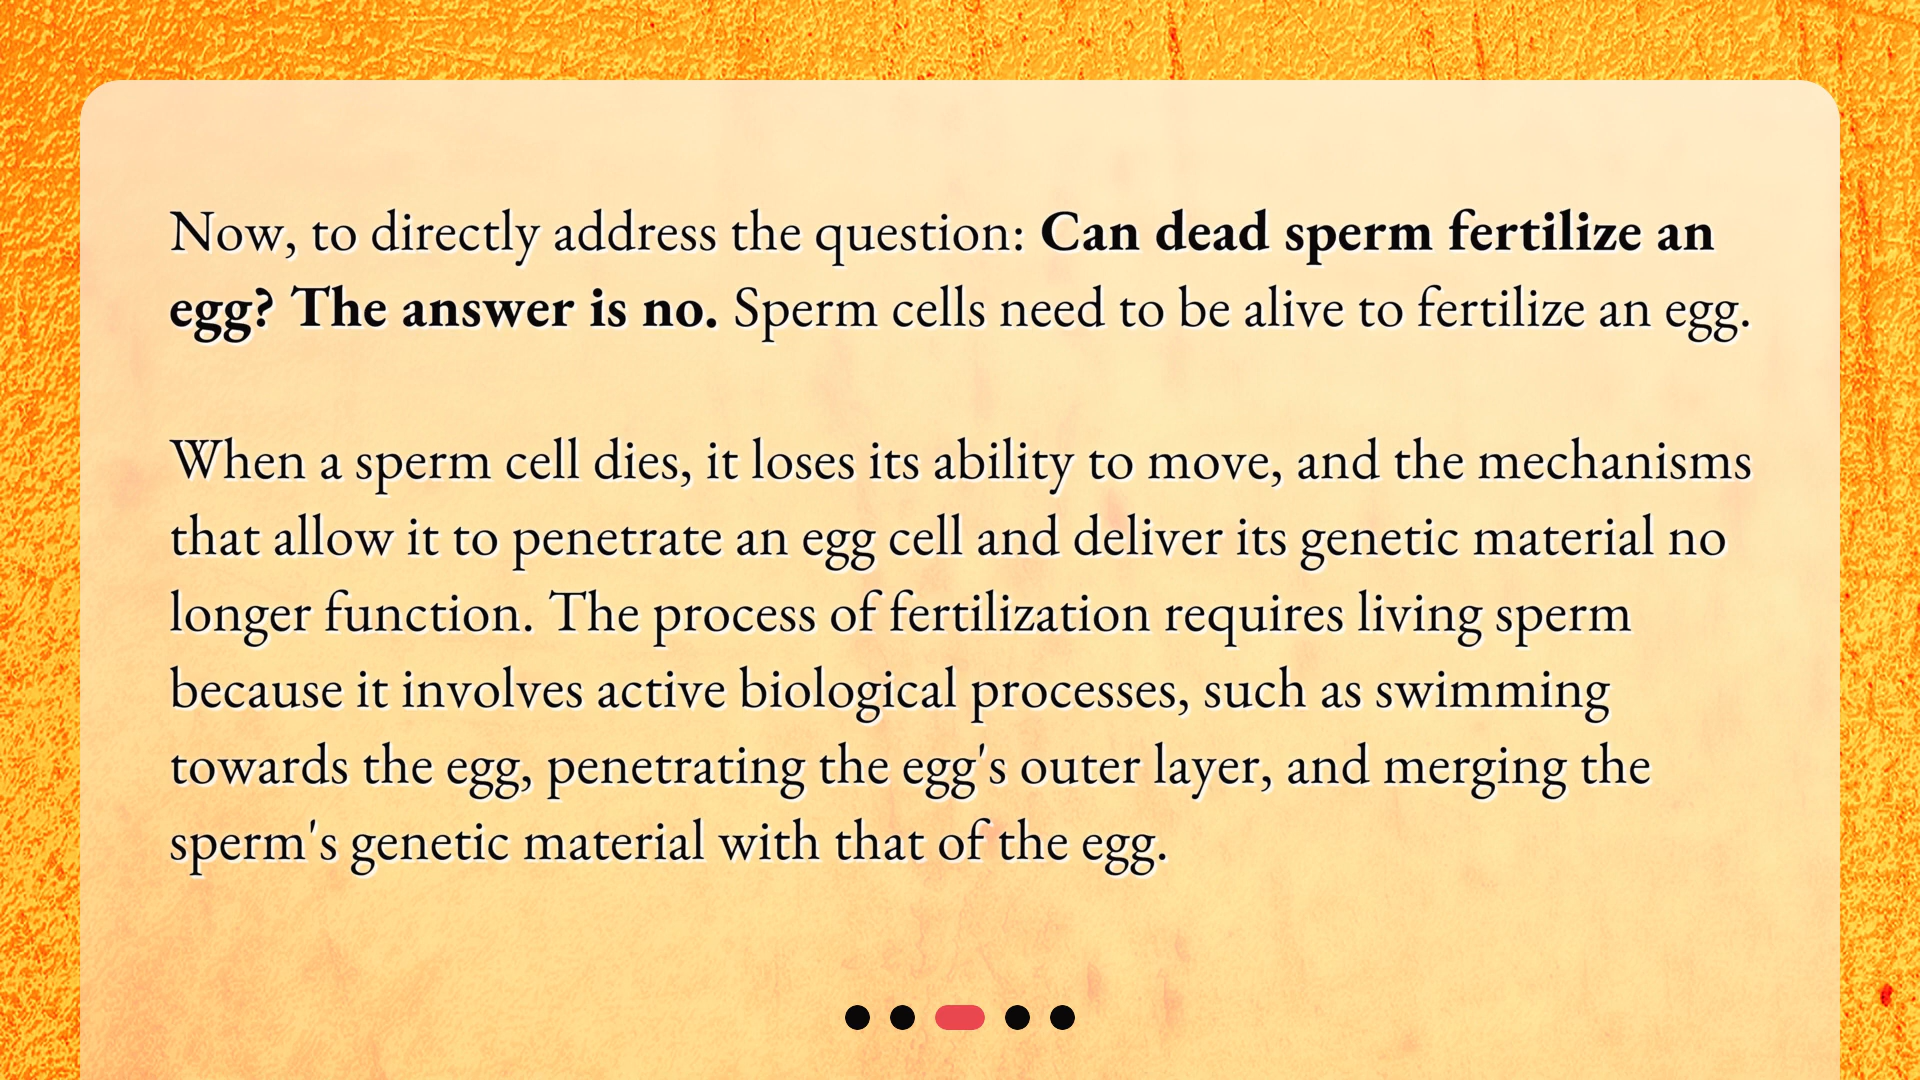 Now, to directly address the question: Can dead sperm fertilize an
egg? The answer is no. Sperm cells need to be alive to fertilize an egg.
When a sperm cell dies, it loses its ability to move, and the mechanisms
that allow it to penetrate an egg cell and deliver its genetic material no
longer function. The process of fertilization requires living sperm
because it involves active biological processes, such as swimming
towards the egg, penetrating the egg's outer layer, and merging the
sperm's genetic material with that of the egg.